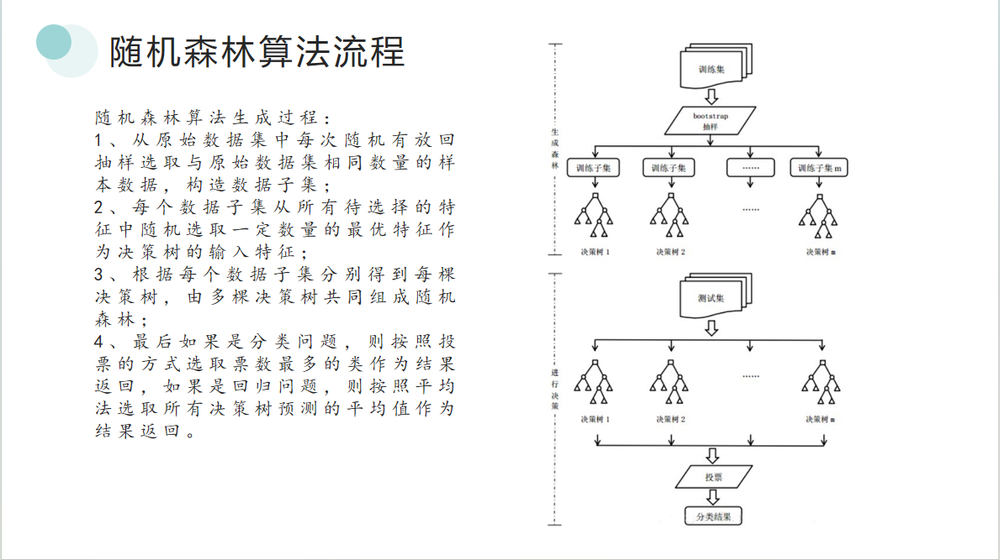 随机森林算法流程
随机森林算法生成过程：
1、从原始数据集中每次随机有放回
抽样选取与原始数据集相同数量的样
本数据，构造数据子集；
2、每个数据子集从所有待选择的特
征中随机选取一定数量的最优特征作
为决策树的输入特征；
3、根据每个数据子集分别得到每棵
决策树，由多棵决策树共同组成随机
森林；
4、最后如果是分类问题，则按照投
票的方式选取票数最多的类作为结果
返回，如果是回归问题，则按照平均
法选取所有决策树预测的平均值作为
结果返回。
生成森林
训练集
bootstrap
抽样
训练子集 训练子集 …… 训练子集 m
……
决策树 1 决策树 2 决策树 m
进行决策
测试集
……
决策树 1 决策树 2 决策树 m
投票
分类结果